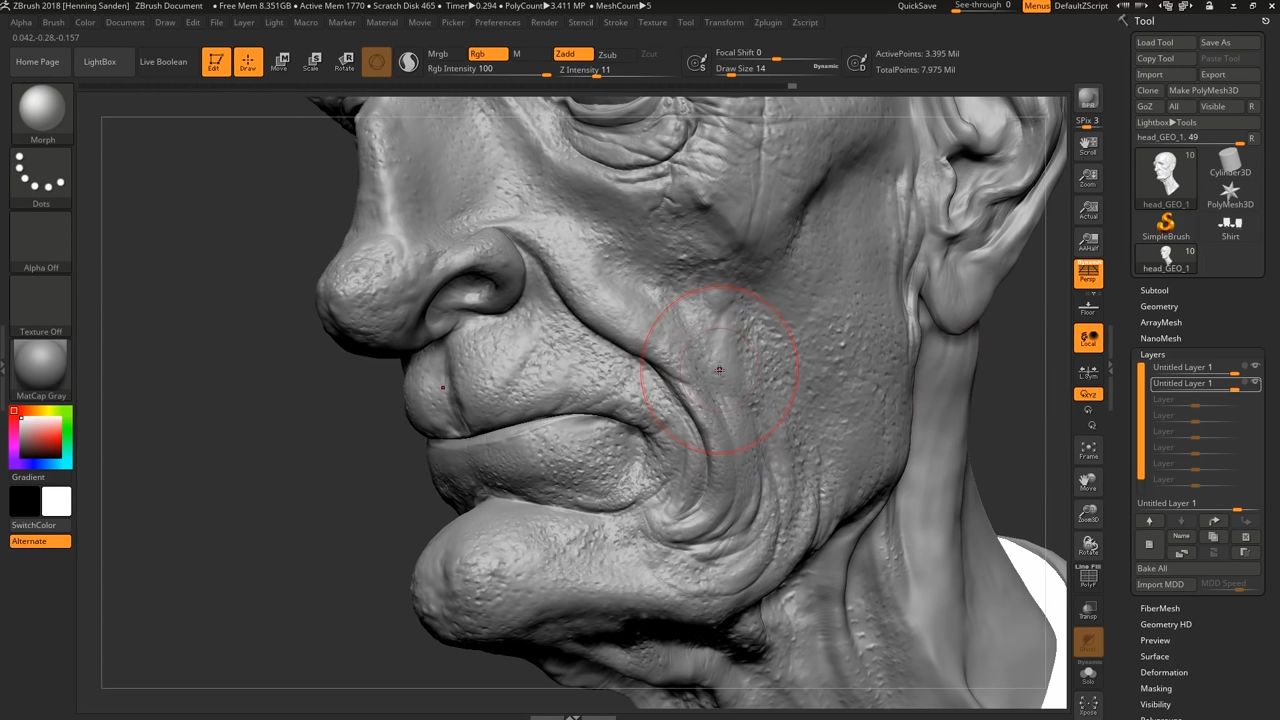 ZBrush 2018 [Henning Sanden]   ZBrush Document   • Free Mem 8.351GB • Active Mem 1770 • Scratch Disk 465 • Timer▶0.294 • PolyCount▶3.411 MP • MeshCount▶5   QuickSave   See-through 0   Menus   DefaultZScript
Alpha Brush Color Document Draw Edit File Layer Light Macro Marker Material Movie Picker Preferences Render Stencil Stroke Texture Tool Transform Zplugin Zscript
0.042,-0.28,-0.157
Home Page
LightBox
Live Boolean
Edit
Draw
Move
Scale
Rotate
Mrgb Rgb M
Rgb Intensity 100
Zadd Zsub Zcut
Z Intensity 11
S
Focal Shift 0
Draw Size 14 Dynamic
D
ActivePoints: 3.395 Mil
TotalPoints: 7.975 Mil
Morph
Dots
Alpha Off
Texture Off
MatCap Gray
Gradient
SwitchColor
Alternate
BPR
SPix 3
Scroll
Zoom
Actual
AAHalf
Dynamic
Persp
Floor
Local
L.Sym
XYZ
Frame
Move
Zoom3D
Rotate
Line Fill
PolyF
Transp
Dynamic
Solo
Xpose
Tool
Load Tool Save As
Copy Tool Paste Tool
Import Export
Clone Make PolyMesh3D
GoZ All Visible R
Lightbox▶Tools
head_GEO_1. 49 R
10
head_GEO_1
Cylinder3D
PolyMesh3D
SimpleBrush
Shirt
10
head_GEO_1
Subtool
Geometry
ArrayMesh
NanoMesh
Layers
Untitled Layer 1
Untitled Layer 1
Layer
Layer
Layer
Layer
Layer
Layer
Untitled Layer 1
Name
Bake All
Import MDD MDD Speed
FiberMesh
Geometry HD
Preview
Surface
Deformation
Masking
Visibility